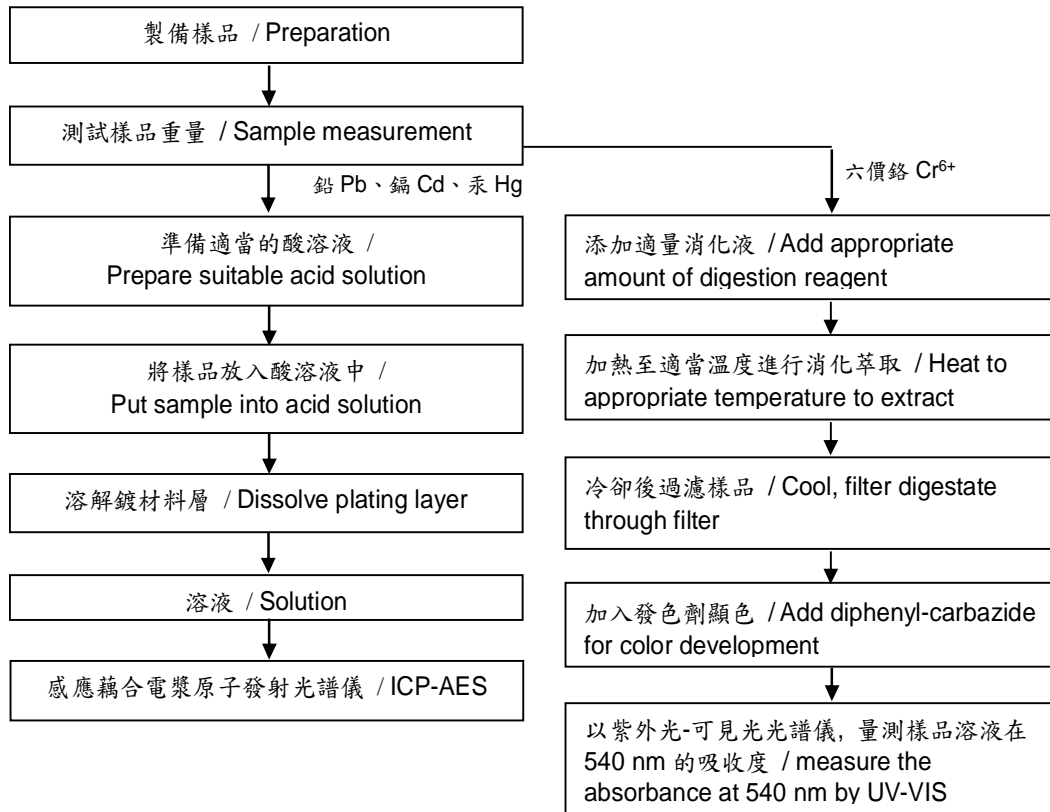 製備樣品 / Preparation
測試樣品重量 / Sample measurement
鉛 Pb、鎘 Cd、汞 Hg
準備適當的酸溶液 /
Prepare suitable acid solution
將樣品放入酸溶液中 /
Put sample into acid solution
溶解鍍材料層 / Dissolve plating layer
溶液 / Solution
感應藕合電漿原子發射光譜儀 / ICP-AES
六價鉻 Cr⁶⁺
添加適量消化液 / Add appropriate
amount of digestion reagent
加熱至適當溫度進行消化萃取 / Heat to
appropriate temperature to extract
冷卻後過濾樣品 / Cool, filter digestate
through filter
加入發色劑顯色 / Add diphenyl-carbazide
for color development
以紫外光-可見光光譜儀, 量測樣品溶液在
540 nm 的吸收度 / measure the
absorbance at 540 nm by UV-VIS